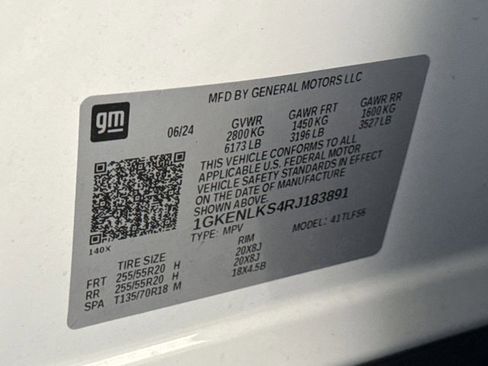 MFD BY GENERAL MOTORS LLC
gm
06/24
GVWR GAWR FRT GAWR RR
2800 KG 1450 KG 1600 KG
6173 LB 3196 LB 3527 LB
THIS VEHICLE CONFORMS TO ALL
APPLICABLE U.S. FEDERAL MOTOR
VEHICLE SAFETY STANDARDS IN EFFECT
ON THE DATE OF MANUFACTURE
SHOWN ABOVE.
1GKENLKS4RJ183891
TYPE: MPV MODEL: 41TLFS6
140X
TIRE SIZE RIM
FRT 255/55R20 H 20X8J
RR 255/55R20 H 20X8J
SPA T135/70R18 M 18X4.5B